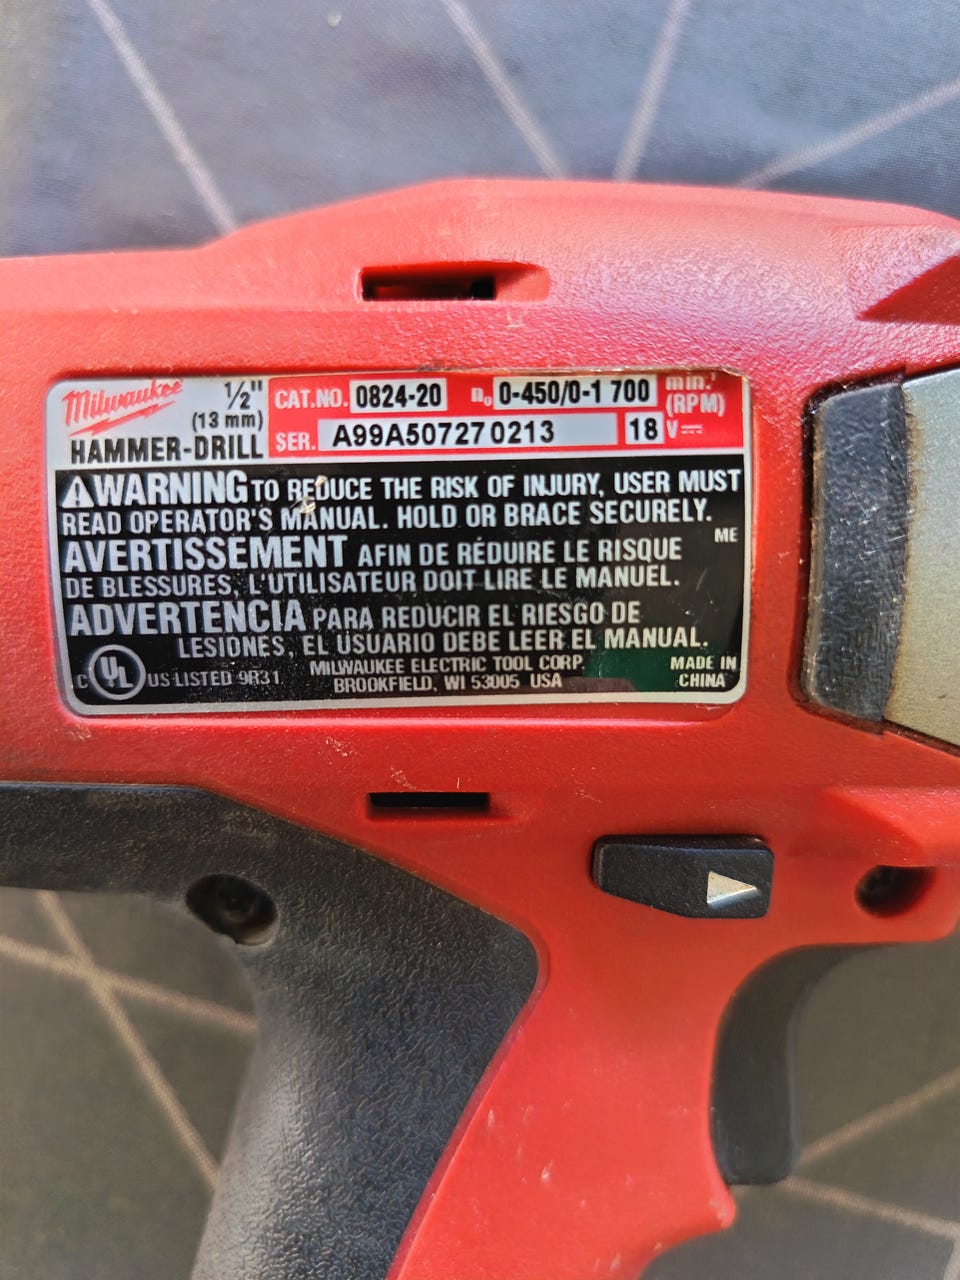 Milwaukee 1/2" CAT.NO. 0824-20 n₀ 0-450/0-1 700 min.⁻¹
(13 mm) (RPM)
HAMMER-DRILL SER. A99A507270213 18 V⎓
⚠WARNING TO REDUCE THE RISK OF INJURY, USER MUST
READ OPERATOR'S MANUAL. HOLD OR BRACE SECURELY.
ME
AVERTISSEMENT AFIN DE RÉDUIRE LE RISQUE
DE BLESSURES, L'UTILISATEUR DOIT LIRE LE MANUEL.
ADVERTENCIA PARA REDUCIR EL RIESGO DE
LESIONES, EL USUARIO DEBE LEER EL MANUAL.
C UL US LISTED 9R31 MILWAUKEE ELECTRIC TOOL CORP. MADE IN
BROOKFIELD, WI 53005 USA CHINA